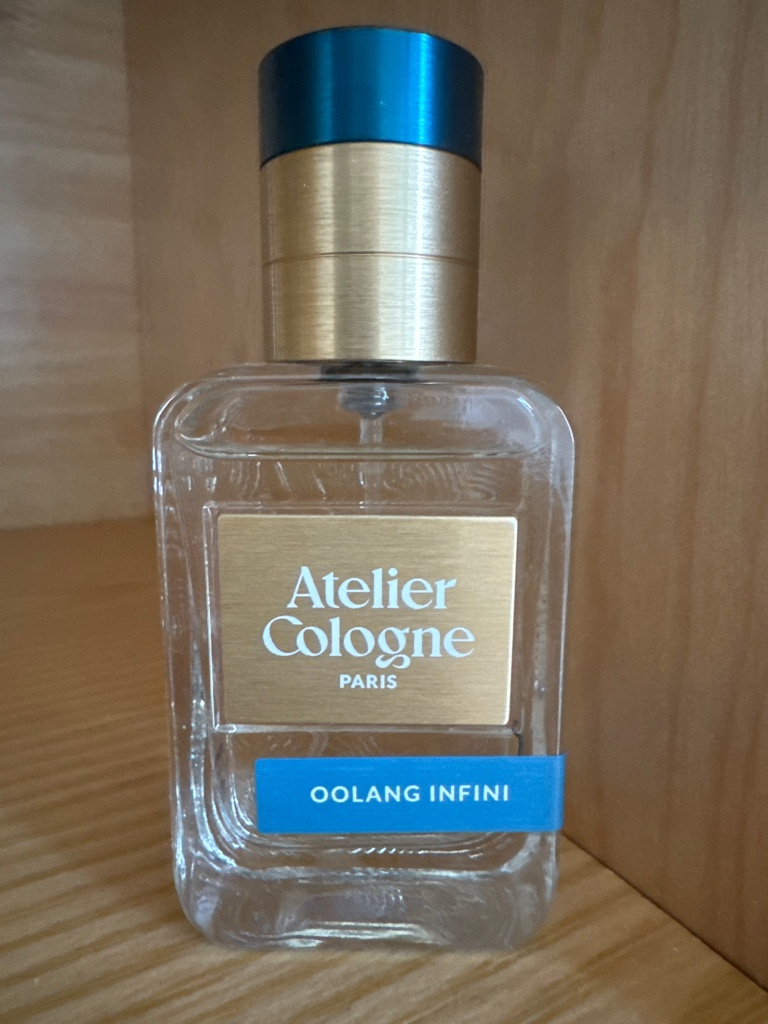 Atelier
Cologne
PARIS
OOLANG INFINI